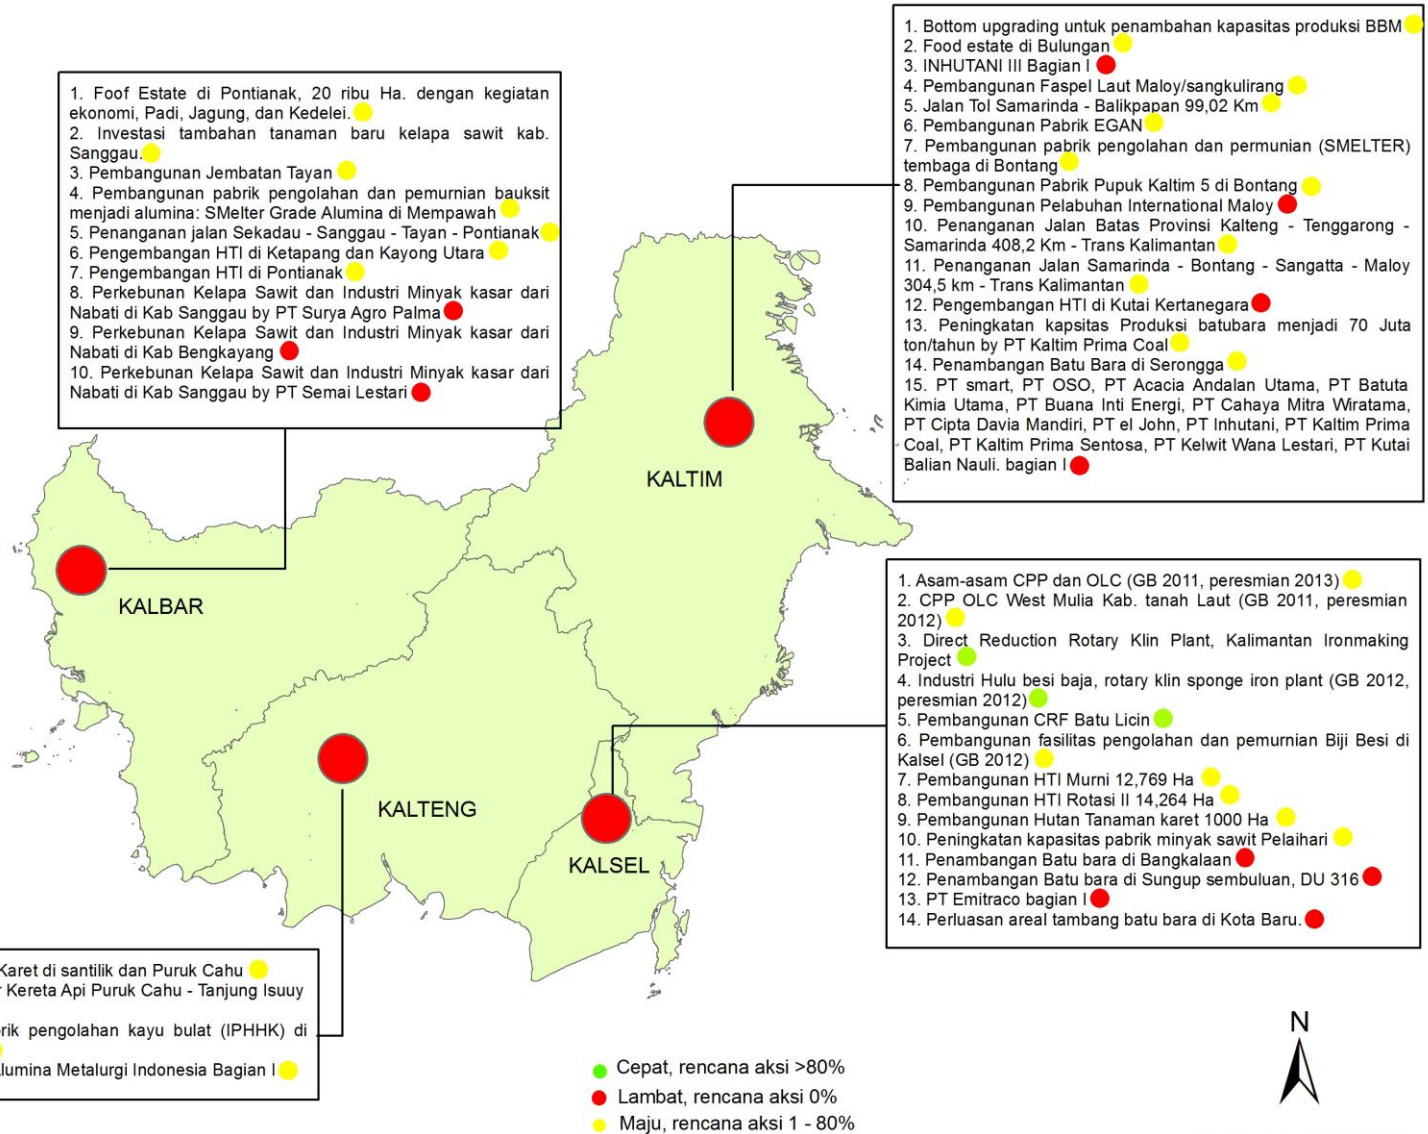 1. Foof Estate di Pontianak, 20 ribu Ha. dengan kegiatan
ekonomi, Padi, Jagung, dan Kedelei.
2. Investasi tambahan tanaman baru kelapa sawit kab.
Sanggau.
3. Pembangunan Jembatan Tayan
4. Pembangunan pabrik pengolahan dan pemurnian bauksit
menjadi alumina: SMelter Grade Alumina di Mempawah
5. Penanganan jalan Sekadau - Sanggau - Tayan - Pontianak
6. Pengembangan HTI di Ketapang dan Kayong Utara
7. Pengembangan HTI di Pontianak
8. Perkebunan Kelapa Sawit dan Industri Minyak kasar dari
Nabati di Kab Sanggau by PT Surya Agro Palma
9. Perkebunan Kelapa Sawit dan Industri Minyak kasar dari
Nabati di Kab Bengkayang
10. Perkebunan Kelapa Sawit dan Industri Minyak kasar dari
Nabati di Kab Sanggau by PT Semai Lestari
1. Bottom upgrading untuk penambahan kapasitas produksi BBM
2. Food estate di Bulungan
3. INHUTANI III Bagian I
4. Pembangunan Faspel Laut Maloy/sangkulirang
5. Jalan Tol Samarinda - Balikpapan 99,02 Km
6. Pembangunan Pabrik EGAN
7. Pembangunan pabrik pengolahan dan permunian (SMELTER)
tembaga di Bontang
8. Pembangunan Pabrik Pupuk Kaltim 5 di Bontang
9. Pembangunan Pelabuhan International Maloy
10. Penanganan Jalan Batas Provinsi Kalteng - Tenggarong -
Samarinda 408,2 Km - Trans Kalimantan
11. Penanganan Jalan Samarinda - Bontang - Sangatta - Maloy
304,5 km - Trans Kalimantan
12. Pengembangan HTI di Kutai Kertanegara
13. Peningkatan kapsitas Produksi batubara menjadi 70 Juta
ton/tahun by PT Kaltim Prima Coal
14. Penambangan Batu Bara di Serongga
15. PT smart, PT OSO, PT Acacia Andalan Utama, PT Batuta
Kimia Utama, PT Buana Inti Energi, PT Cahaya Mitra Wiratama,
PT Cipta Davia Mandiri, PT el John, PT Inhutani, PT Kaltim Prima
Coal, PT Kaltim Prima Sentosa, PT Kelwit Wana Lestari, PT Kutai
Balian Nauli. bagian I
KALTIM
KALBAR
KALTENG
KALSEL
1. Asam-asam CPP dan OLC (GB 2011, peresmian 2013)
2. CPP OLC West Mulia Kab. tanah Laut (GB 2011, peresmian
2012)
3. Direct Reduction Rotary Klin Plant, Kalimantan Ironmaking
Project
4. Industri Hulu besi baja, rotary klin sponge iron plant (GB 2012,
peresmian 2012)
5. Pembangunan CRF Batu Licin
6. Pembangunan fasilitas pengolahan dan pemurnian Biji Besi di
Kalsel (GB 2012)
7. Pembangunan HTI Murni 12,769 Ha
8. Pembangunan HTI Rotasi II 14,264 Ha
9. Pembangunan Hutan Tanaman karet 1000 Ha
10. Peningkatan kapasitas pabrik minyak sawit Pelaihari
11. Penambangan Batu bara di Bangkalaan
12. Penambangan Batu bara di Sungup sembuluan, DU 316
13. PT Emitraco bagian I
14. Perluasan areal tambang batu bara di Kota Baru.
Karet di santilik dan Puruk Cahu
Kereta Api Puruk Cahu - Tanjung Isuuy
pengolahan kayu bulat (IPHHK) di
Metalurgi Indonesia Bagian I
Cepat, rencana aksi >80%
Lambat, rencana aksi 0%
Maju, rencana aksi 1 - 80%
N